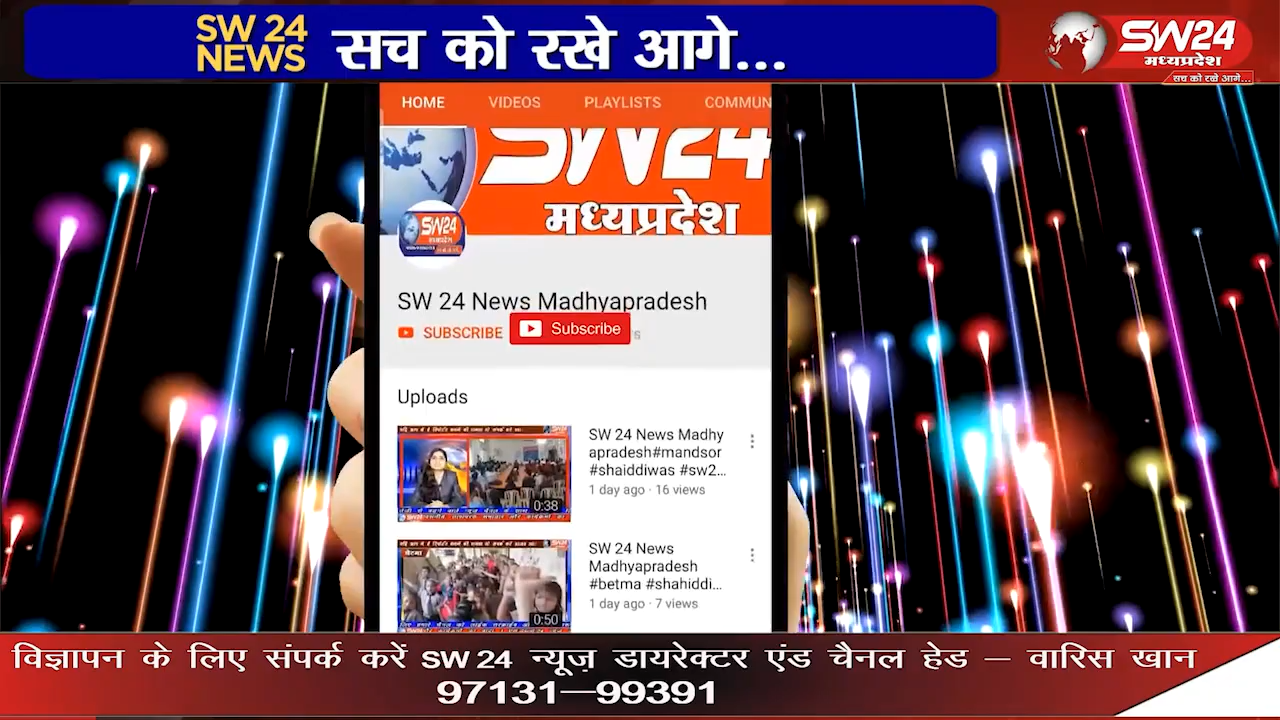 SW 24
NEWS
सच को रखे आगे...
SW24
मध्यप्रदेश
सच को रखे आगे...
HOME VIDEOS PLAYLISTS COMMUN
SW24
मध्यप्रदेश
SW24
SW 24 News Madhyapradesh
SUBSCRIBE
Subscribe
Uploads
SW 24 News Madhy
apradesh#mandsor
#shaiddiwas #sw2...
1 day ago · 16 views
0:38
SW 24 News
Madhyapradesh
#betma #shahiddi...
1 day ago · 7 views
बेटमा
0:50
विज्ञापन के लिए संपर्क करें SW 24 न्यूज़ डायरेक्टर एंड चैनल हेड – वारिस खान
97131–99391